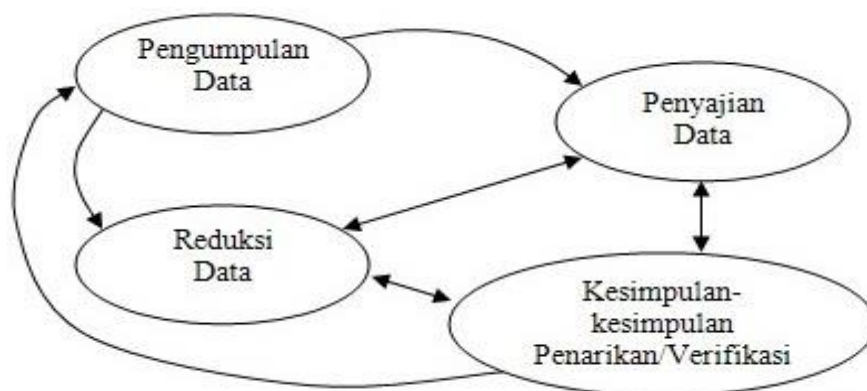 Pengumpulan
Data
Penyajian
Data
Reduksi
Data
Kesimpulan-
kesimpulan
Penarikan/Verifikasi